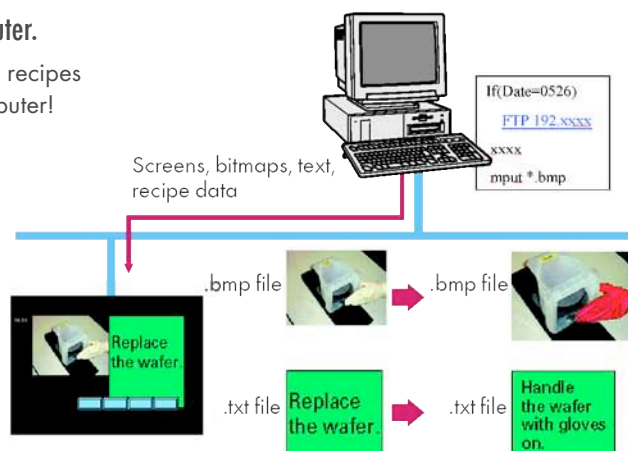 uter.
recipes
outer!
If(Date=0526)
FTP 192.xxxx
xxxx
mput *.bmp
Screens, bitmaps, text,
recipe data
Replace
the wafer.
.bmp file
.bmp file
.txt file
Replace
the wafer.
.txt file
Handle
the wafer
with gloves
on.